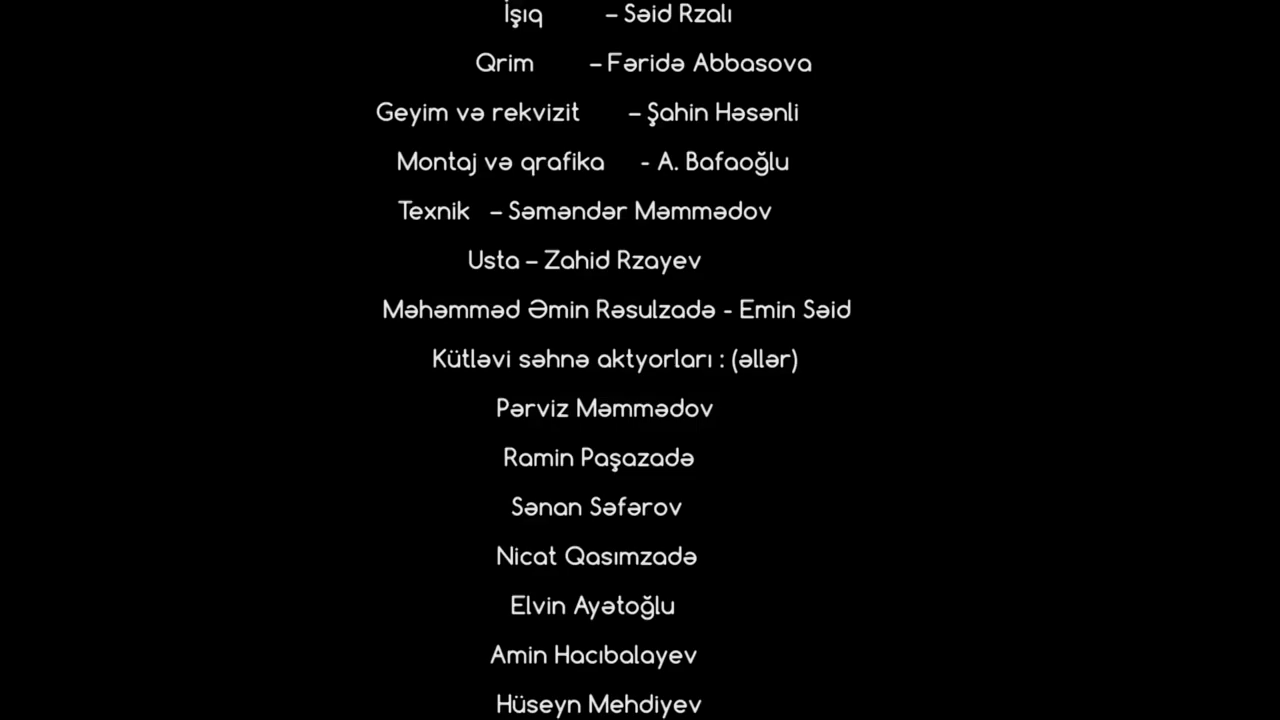 İşıq – Səid Rzalı
Qrim – Fəridə Abbasova
Geyim və rekvizit – Şahin Həsənli
Montaj və qrafika - A. Bafaoğlu
Texnik – Səməndər Məmmədov
Usta – Zahid Rzayev
Məhəmməd Əmin Rəsulzadə - Emin Səid
Kütləvi səhnə aktyorları : (əllər)
Pərviz Məmmədov
Ramin Paşazadə
Sənan Səfərov
Nicat Qasımzadə
Elvin Ayətoğlu
Amin Hacıbalayev
Hüseyn Mehdiyev